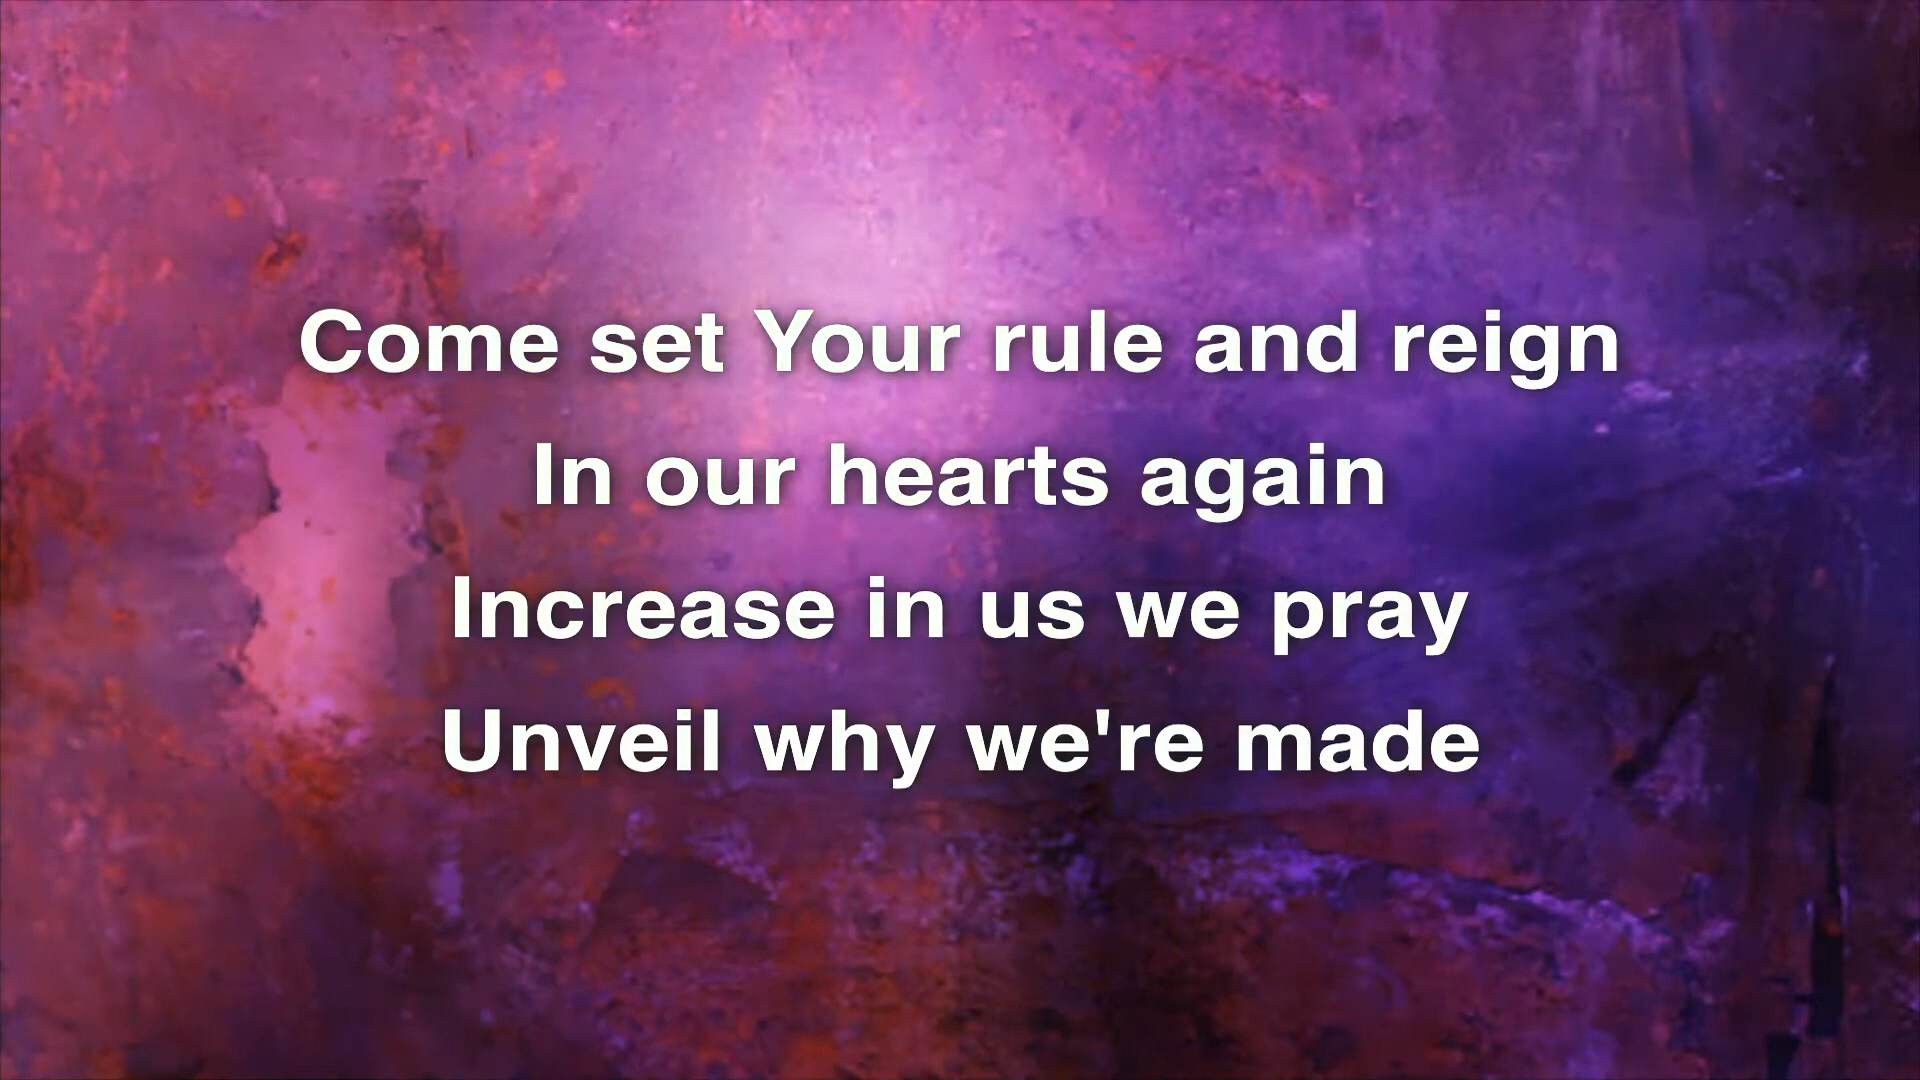 Come set Your rule and reign
In our hearts again
Increase in us we pray
Unveil why we're made